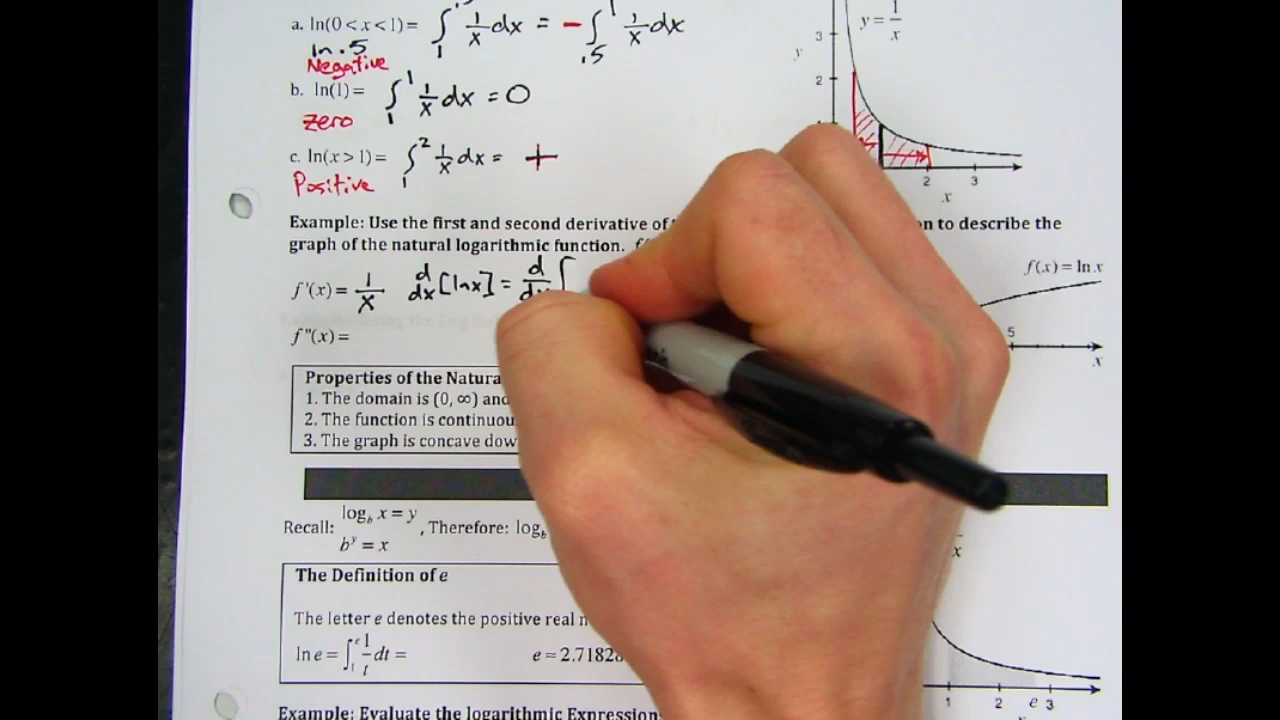 a. ln(0 < x < 1) = ∫ 1 1/x dx = - ∫ .5 1 1/x dx
ln .5
Negative
b. ln(1) = ∫ 1 1 1/x dx = 0
zero
c. ln(x > 1) = ∫ 1 2 1/x dx = +
Positive
y = 1/x
y
3
2
2 3
x
Example: Use the first and second derivative of
on to describe the
graph of the natural logarithmic function.
f'(x) = 1/x d/dx [lnx] = d/dx ∫
f"(x) =
f(x) = ln x
5
x
Properties of the Natura
1. The domain is (0, ∞) and
2. The function is continuou
3. The graph is concave dow
Recall: log_b x = y
b^y = x
, Therefore: log_b
x
The Definition of e
The letter e denotes the positive real n
ln e = ∫ 1 e 1/t dt =
e ≈ 2.7182
1 2 e 3
Example: Evaluate the logarithmic Expression